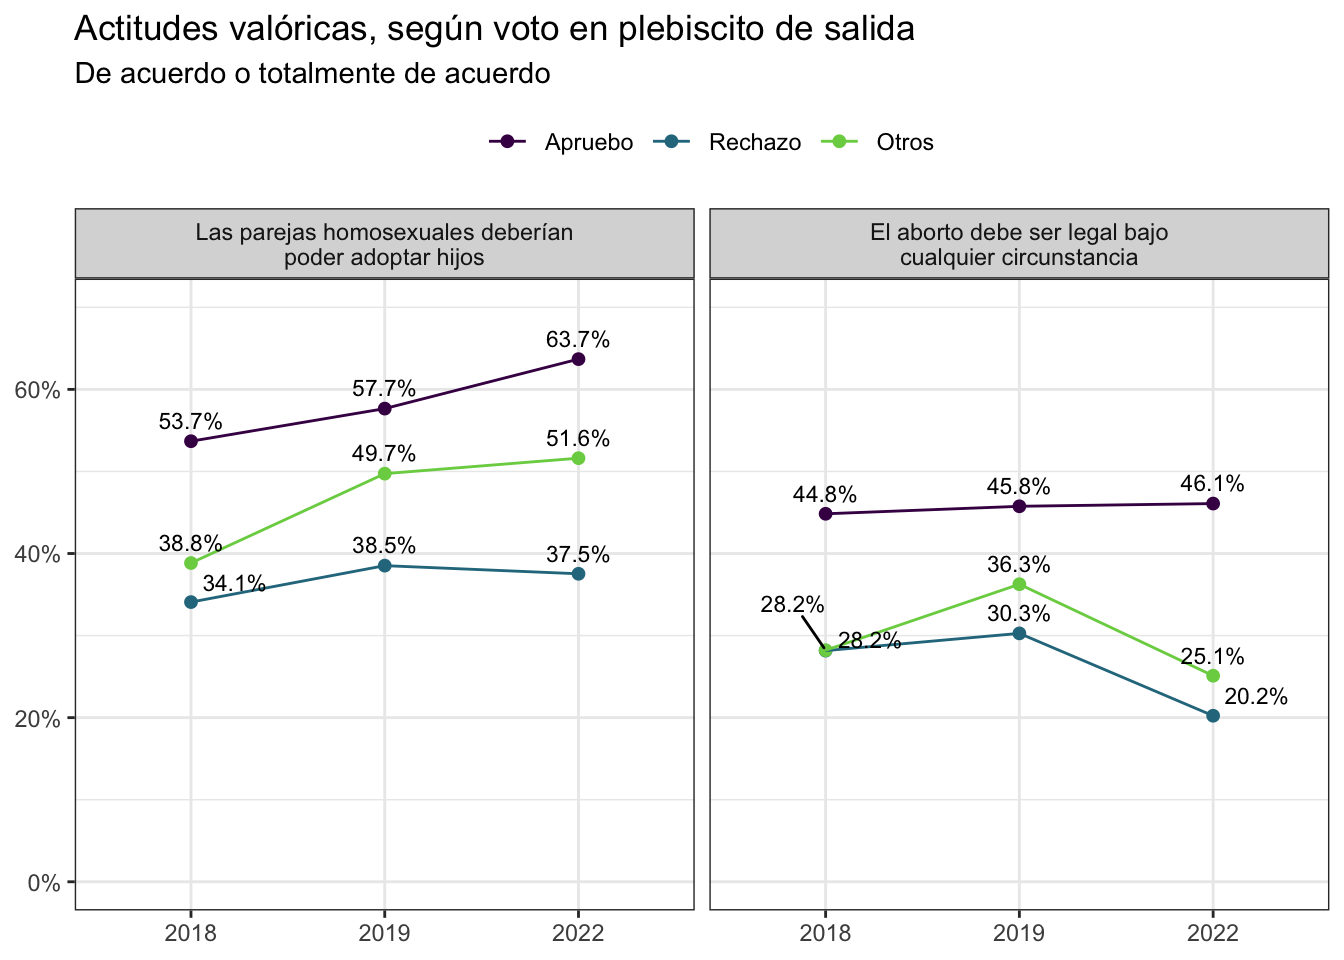 Actitudes valóricas, según voto en plebiscito de salida
De acuerdo o totalmente de acuerdo
Apruebo Rechazo Otros
Las parejas homosexuales deberían
poder adoptar hijos
63.7%
57.7%
53.7%
51.6%
49.7%
38.8%
38.5%
37.5%
34.1%
60%
40%
20%
0%
2018 2019 2022
El aborto debe ser legal bajo
cualquier circunstancia
44.8%
45.8%
46.1%
36.3%
28.2%
30.3%
28.2%
25.1%
20.2%
2018 2019 2022